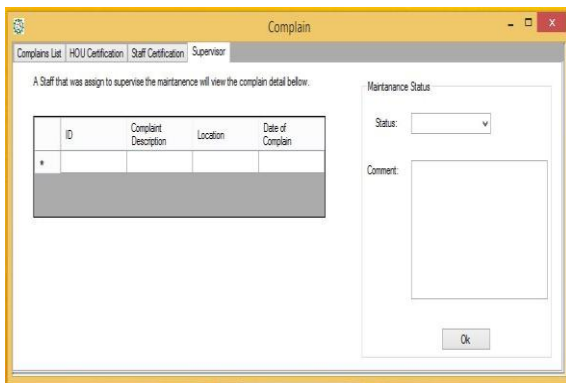 Complain
Complains List HOU Certification Staff Certification Supervisor
A Staff that was assign to supervise the maintanence will view the complain detail bellow.
Maintanance Status
Status:
ID Complaint Description Location Date of Complain
*
Comment:
Ok